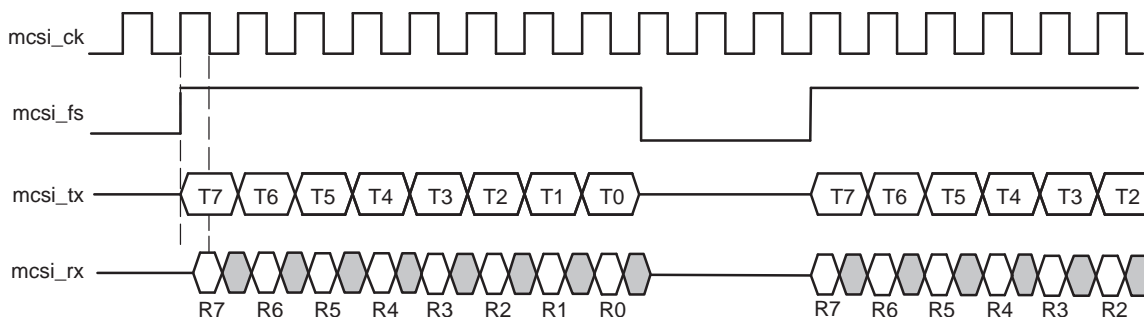 mcsi_ck
mcsi_fs
mcsi_tx T7 T6 T5 T4 T3 T2 T1 T0 T7 T6 T5 T4 T3 T2
mcsi_rx
R7 R6 R5 R4 R3 R2 R1 R0 R7 R6 R5 R4 R3 R2